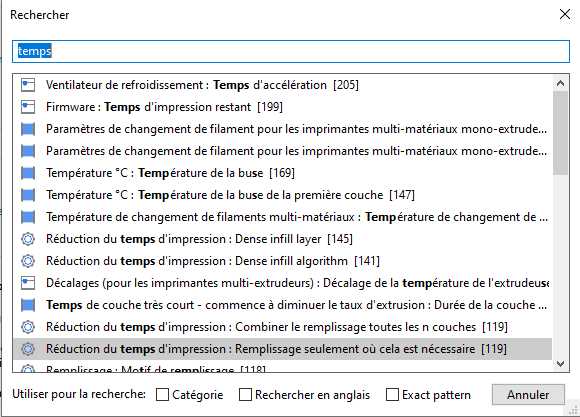 Rechercher
temps
Ventilateur de refroidissement : Temps d'accélération [205]
Firmware : Temps d'impression restant [199]
Paramètres de changement de filament pour les imprimantes multi-matériaux mono-extrude...
Paramètres de changement de filament pour les imprimantes multi-matériaux mono-extrude...
Température °C : Température de la buse [169]
Température °C : Température de la buse de la première couche [147]
Température de changement de filaments multi-matériaux : Température de changement de ...
Réduction du temps d'impression : Dense infill layer [145]
Réduction du temps d'impression : Dense infill algorithm [141]
Décalages (pour les imprimantes multi-extrudeurs) : Décalage de la température de l'extrudeuse
Temps de couche très court - commence à diminuer le taux d'extrusion : Durée de la couche ...
Réduction du temps d'impression : Combiner le remplissage toutes les n couches [119]
Réduction du temps d'impression : Remplissage seulement où cela est nécessaire [119]
Remplissage : Motif de remplissage [118]
Utiliser pour la recherche: Catégorie Rechercher en anglais Exact pattern Annuler